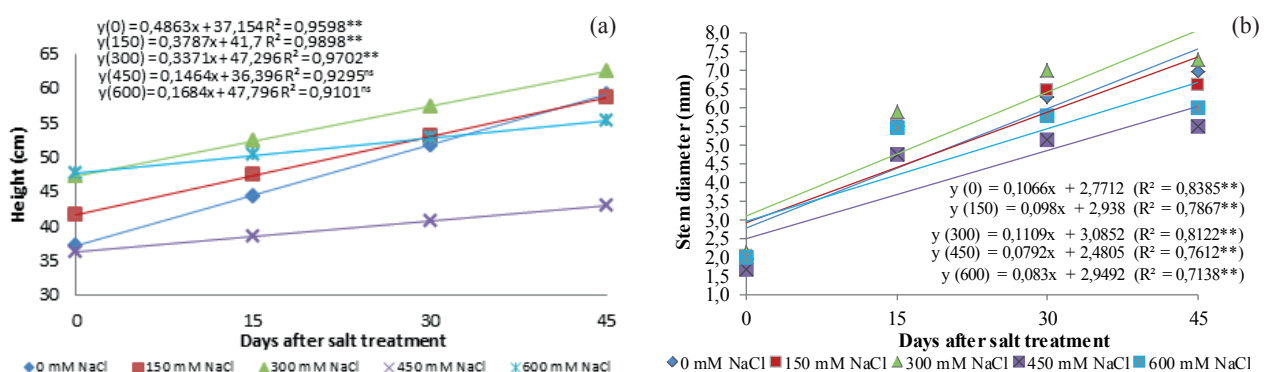 (a)
y(0) = 0,4863x + 37,154 R² = 0,9598**
y(150) = 0,3787x + 41,7 R² = 0,9898**
y(300) = 0,3371x + 47,296 R² = 0,9702**
y(450) = 0,1464x + 36,396 R² = 0,9295ns
y(600) = 0,1684x + 47,796 R² = 0,9101ns
Height (cm)
65
60
55
50
45
40
35
30
0 15 30 45
Days after salt treatment
0 mM NaCl 150 mM NaCl 300 mM NaCl 450 mM NaCl 600 mM NaCl
(b)
Stem diameter (mm)
8,0
7,5
7,0
6,5
6,0
5,5
5,0
4,5
4,0
3,5
3,0
2,5
2,0
1,5
1,0
y (0) = 0,1066x + 2,7712 (R² = 0,8385**)
y (150) = 0,098x + 2,938 (R² = 0,7867**)
y (300) = 0,1109x + 3,0852 (R² = 0,8122**)
y (450) = 0,0792x + 2,4805 (R² = 0,7612**)
y (600) = 0,083x + 2,9492 (R² = 0,7138**)
0 15 30 45
Days after salt treatment
0 mM NaCl 150 mM NaCl 300 mM NaCl 450 mM NaCl 600 mM NaCl